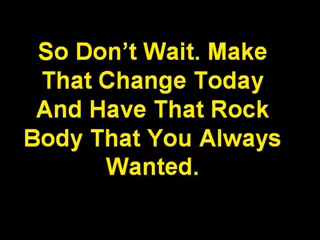 So Don’t Wait. Make
That Change Today
And Have That Rock
Body That You Always
Wanted.